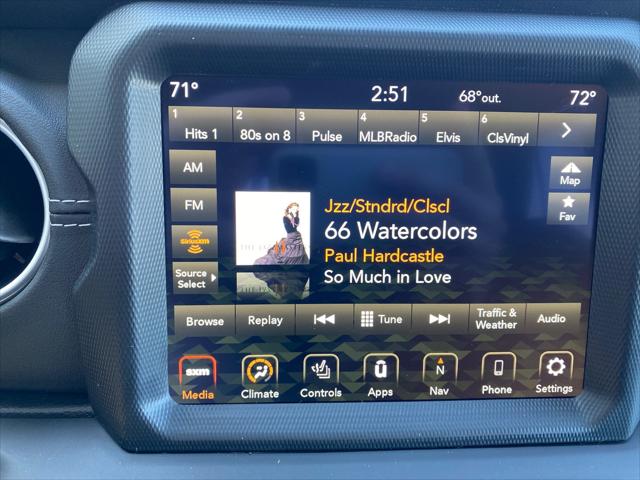 71° 2:51 68°out. 72°
1 2 3 4 5 6
Hits 1 80s on 8 Pulse MLBRadio Elvis ClsVinyl >
AM
Map
FM
Fav
SiriusXM
Source Select
Jzz/Stndrd/Clscl
66 Watercolors
Paul Hardcastle
So Much in Love
Browse Replay Tune Traffic & Weather Audio
sxm
N
Media Climate Controls Apps Nav Phone Settings